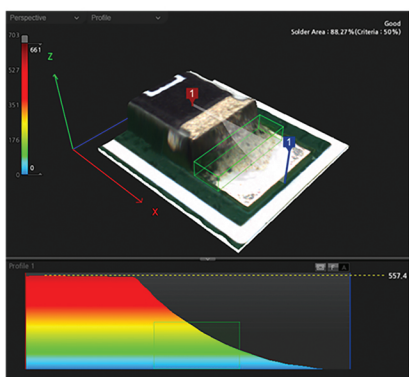 Perspective Profile
Good
Solder Area : 88.27%(Criteria : 50%)
703
661
527
351
176
0
0
Z
X
1
1
Profile 1
557.4